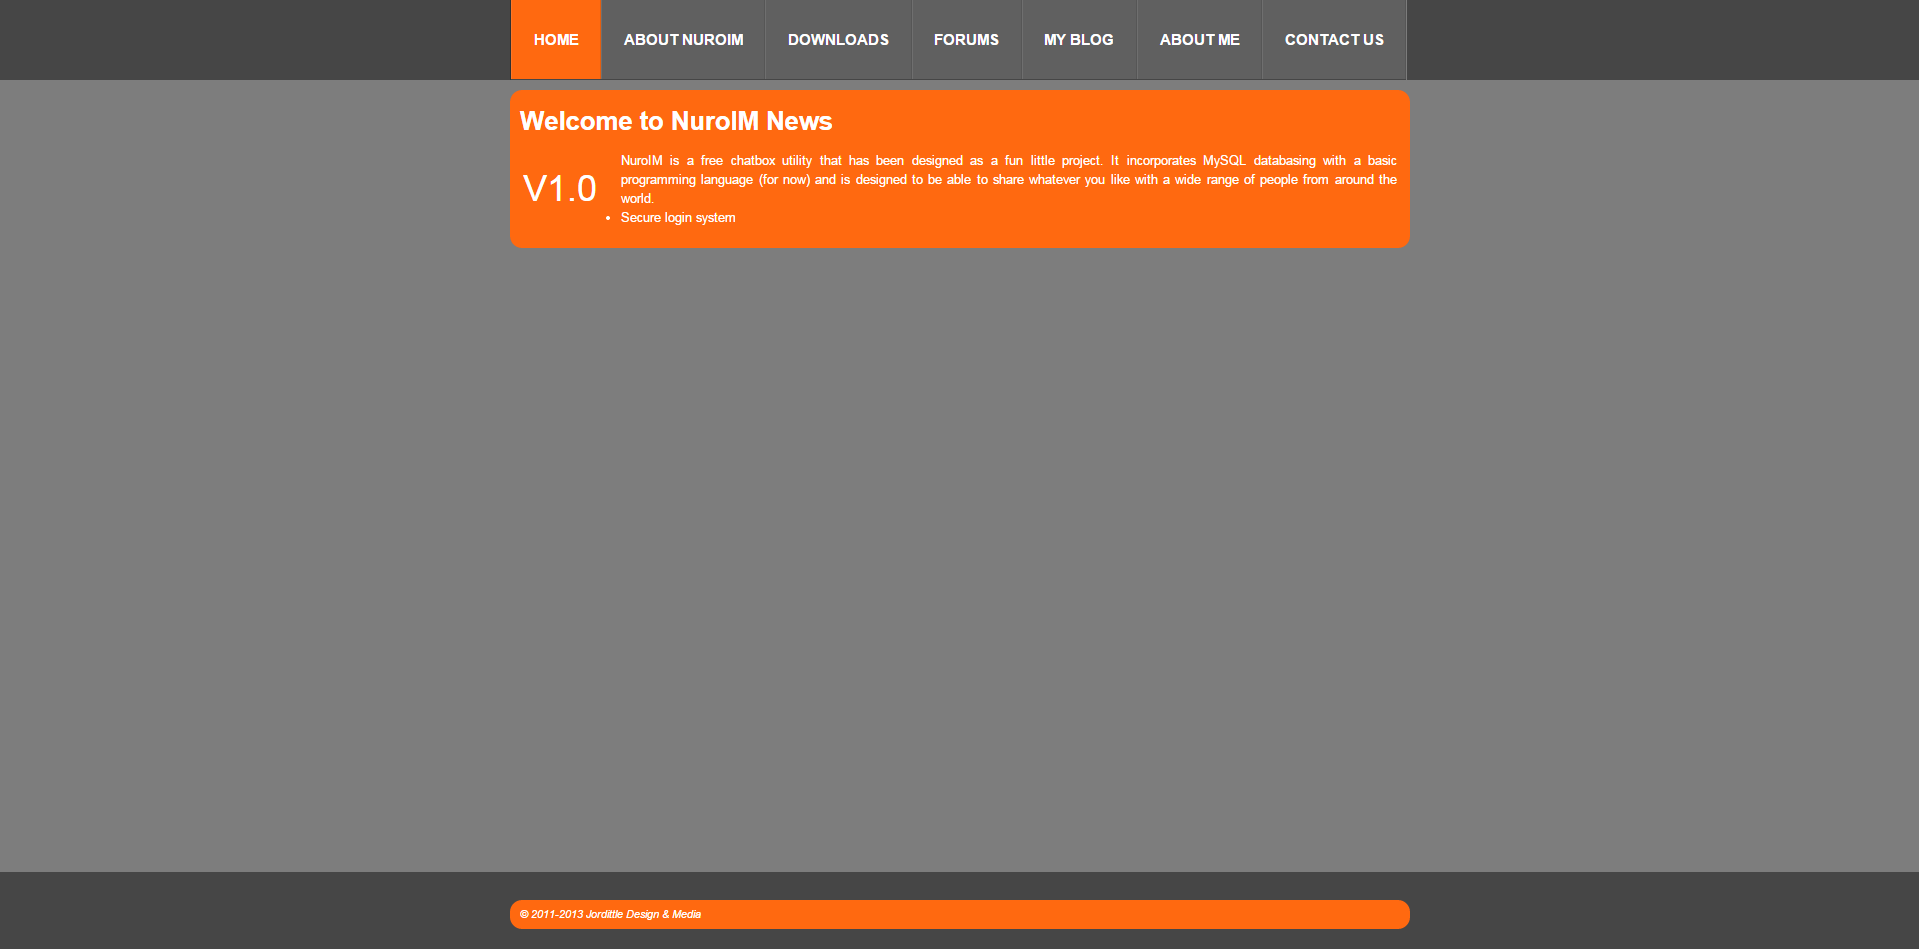 HOME ABOUT NUROIM DOWNLOADS FORUMS MY BLOG ABOUT ME CONTACT US
Welcome to NuroIM News
V1.0
NuroIM is a free chatbox utility that has been designed as a fun little project. It incorporates MySQL databasing with a basic
programming language (for now) and is designed to be able to share whatever you like with a wide range of people from around the
world.
• Secure login system
© 2011-2013 Jordittle Design & Media